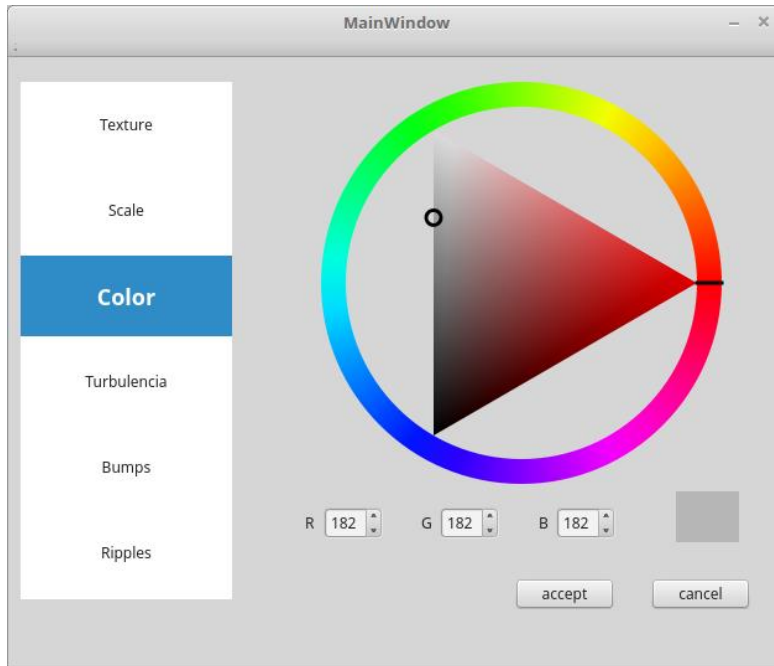 MainWindow
Texture
Scale
Color
Turbulencia
Bumps
Ripples
R 182 G 182 B 182
accept cancel